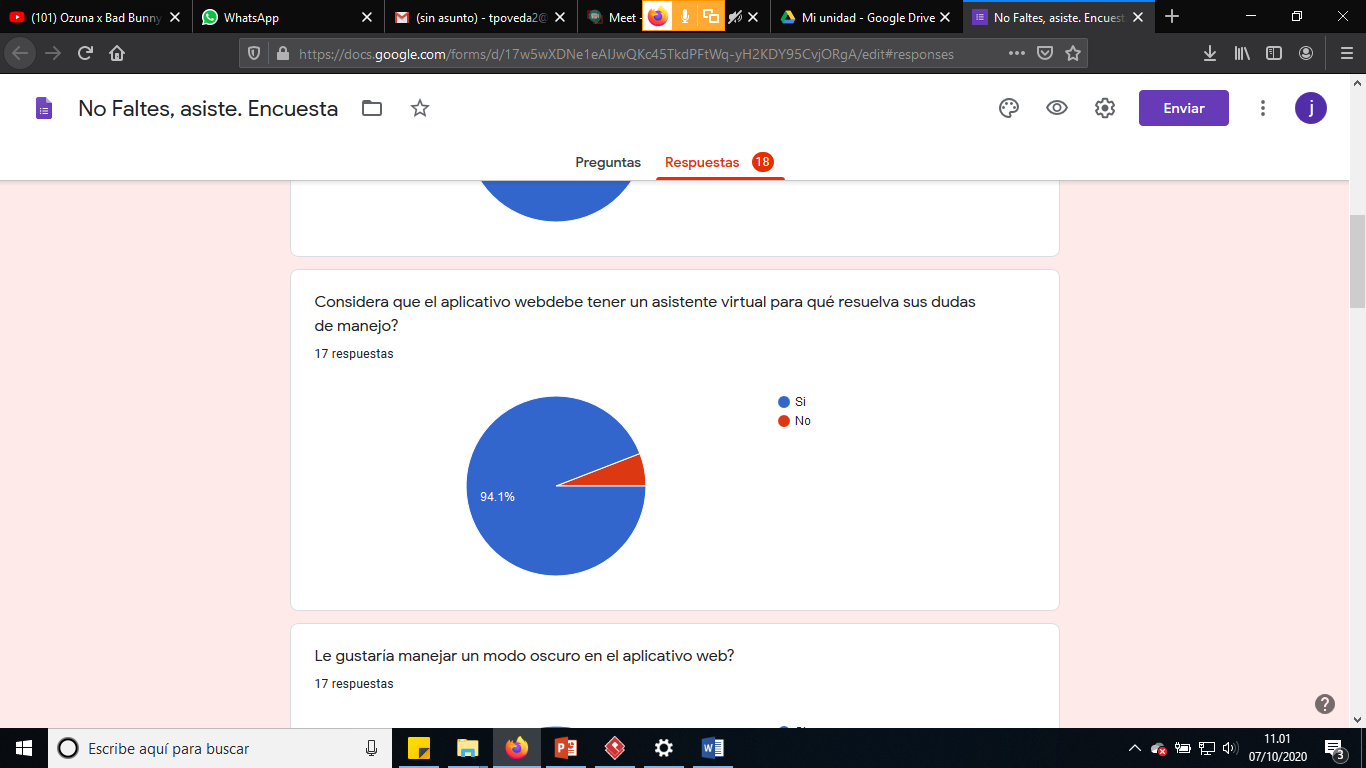 (101) Ozuna x Bad Bunny
WhatsApp
(sin asunto) - tpoveda2@
Meet -
Mi unidad - Google Drive
No Faltes, asiste. Encuest
https://docs.google.com/forms/d/17w5wXDNe1eAIJwQKc45TkdPFtWq-yH2KDY95CvjORgA/edit#responses
No Faltes, asiste. Encuesta
Enviar
j
Preguntas
Respuestas 18
Considera que el aplicativo webdebe tener un asistente virtual para qué resuelva sus dudas
de manejo?
17 respuestas
Si
No
94.1%
Le gustaría manejar un modo oscuro en el aplicativo web?
17 respuestas
Escribe aquí para buscar
11.01
07/10/2020
3